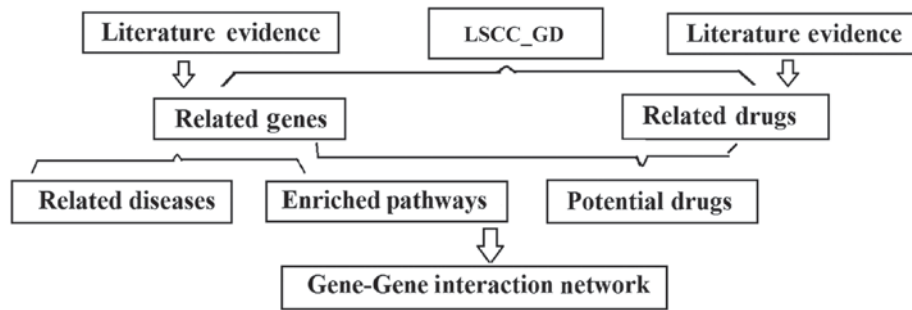 Literature evidence
LSCC_GD
Literature evidence
Related genes
Related drugs
Related diseases
Enriched pathways
Potential drugs
Gene-Gene interaction network